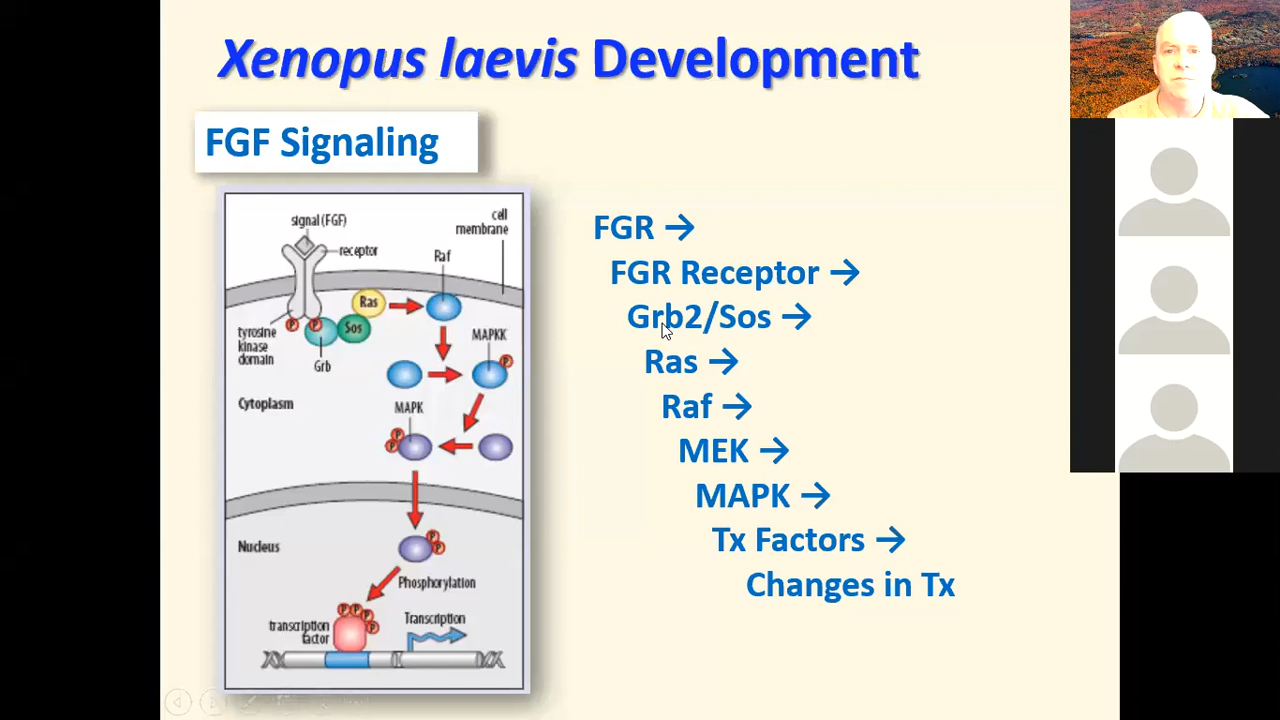 Xenopus laevis Development
FGF Signaling
signal (FGF)
cell
membrane
receptor
Raf
Ras
Sos
P
P
tyrosine
kinase
domain
Grb
MAPKK
P
Cytoplasm
MAPK
P
P
Nucleus
P
P
Phosphorylation
P
P
P
P
transcription
factor
Transcription
FGR →
FGR Receptor →
Grb2/Sos →
Ras →
Raf →
MEK →
MAPK →
Tx Factors →
Changes in Tx